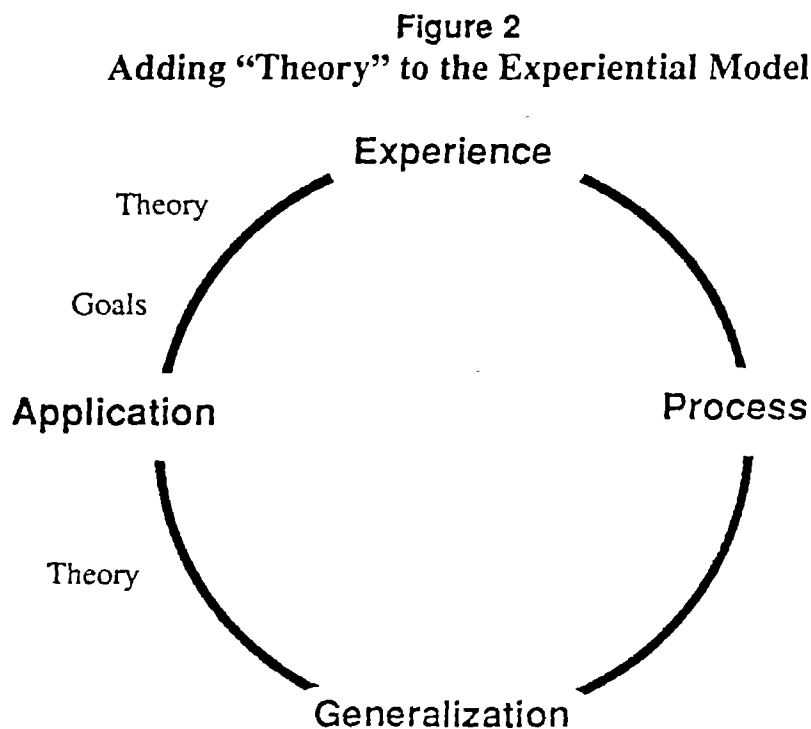 Figure 2
Adding “Theory” to the Experiential Model
Experience
Theory
Goals
Application
Process
Theory
Generalization